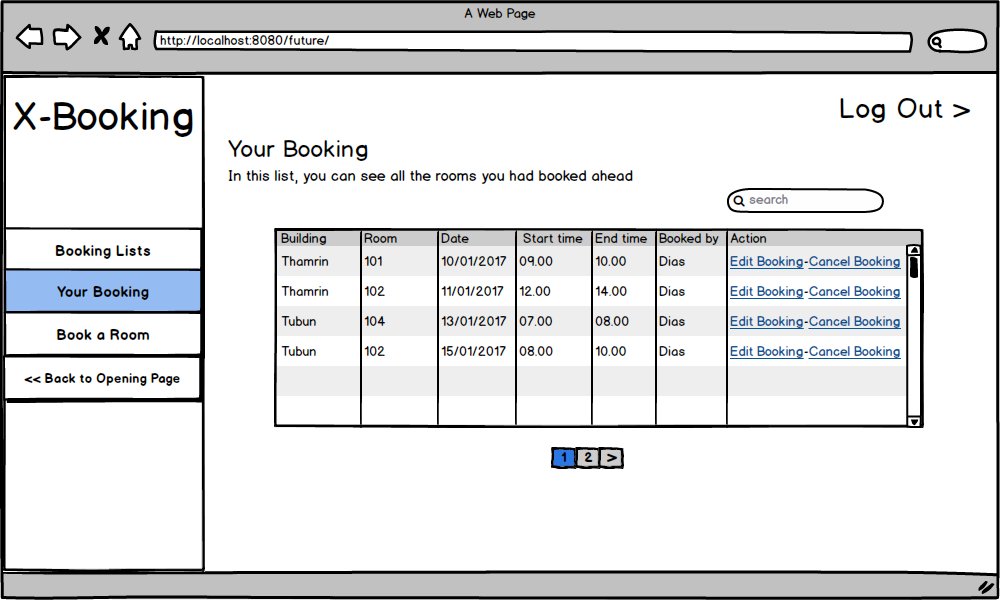 A Web Page
http://localhost:8080/future/
X-Booking
Log Out >
Your Booking
In this list, you can see all the rooms you had booked ahead
search
Booking Lists
Your Booking
Book a Room
<< Back to Opening Page
Building Room Date Start time End time Booked by Action
Thamrin 101 10/01/2017 09.00 10.00 Dias Edit Booking-Cancel Booking
Thamrin 102 11/01/2017 12.00 14.00 Dias Edit Booking-Cancel Booking
Tubun 104 13/01/2017 07.00 08.00 Dias Edit Booking-Cancel Booking
Tubun 102 15/01/2017 08.00 10.00 Dias Edit Booking-Cancel Booking
1 2 >